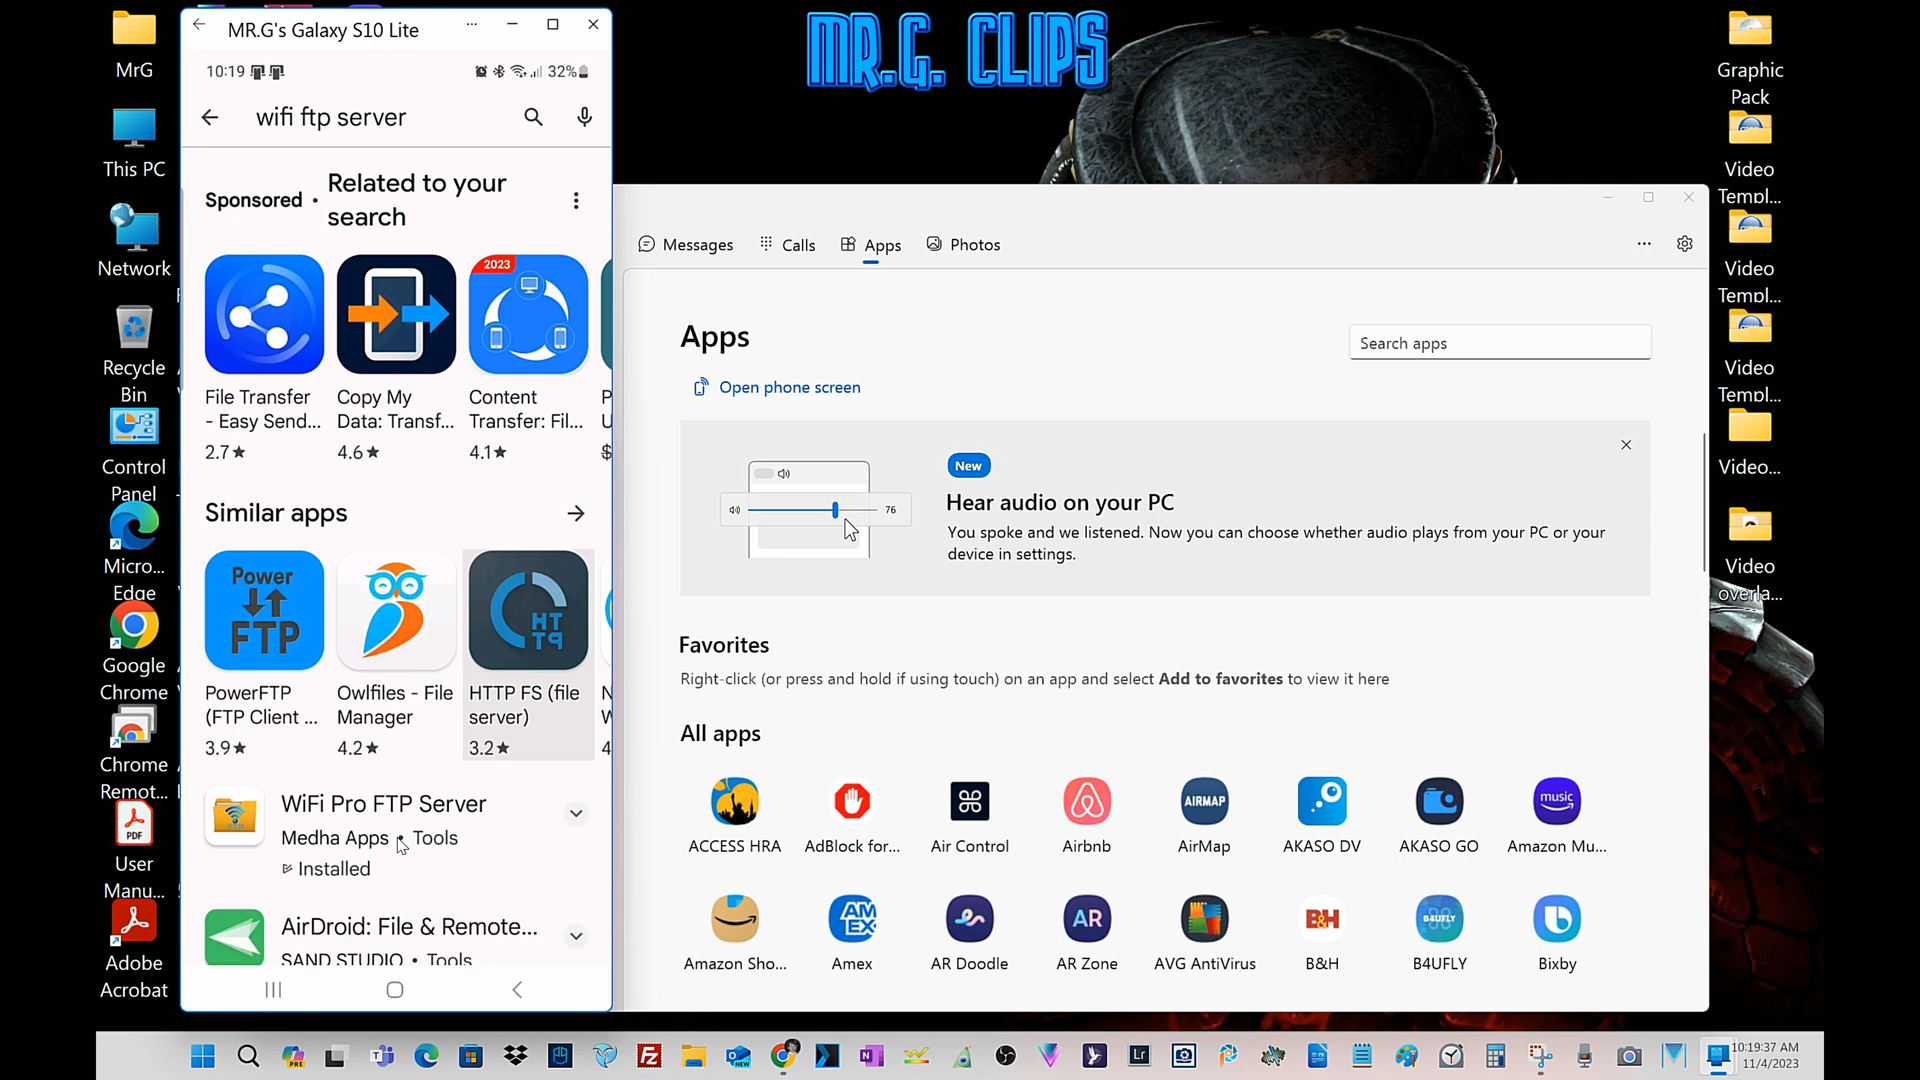 MR.G. CLIPS
MrG
This PC
Network
Recycle
Bin
Control
Panel
Micro...
Edge
Google
Chrome
Chrome
Remot...
PDF
User
Manu...
Adobe
Acrobat
MR.G's Galaxy S10 Lite
10:19
32%
wifi ftp server
Sponsored • Related to your
search
2023
File Transfer
- Easy Send...
2.7★
Copy My
Data: Transf...
4.6★
Content
Transfer: Fil...
4.1★
Similar apps
Power
FTP
HT
TP
PowerFTP
(FTP Client ...
3.9★
Owlfiles - File
Manager
4.2★
HTTP FS (file
server)
3.2★
WiFi Pro FTP Server
Medha Apps • Tools
Installed
AirDroid: File & Remote...
SAND STUDIO • Tools
Messages
Calls
Apps
Photos
Apps
Search apps
Open phone screen
76
New
Hear audio on your PC
You spoke and we listened. Now you can choose whether audio plays from your PC or your
device in settings.
Favorites
Right-click (or press and hold if using touch) on an app and select Add to favorites to view it here
All apps
AIRMAP
music
ACCESS HRA
AdBlock for...
Air Control
Airbnb
AirMap
AKASO DV
AKASO GO
Amazon Mu...
AM
EX
AR
B&H
B4UFLY
Amazon Sho...
Amex
AR Doodle
AR Zone
AVG AntiVirus
B&H
B4UFLY
Bixby
Graphic
Pack
Video
Templ...
Video
Templ...
Video
Templ...
Video...
Video
overla...
PRE
NEW
Lr
10:19:37 AM
11/4/2023